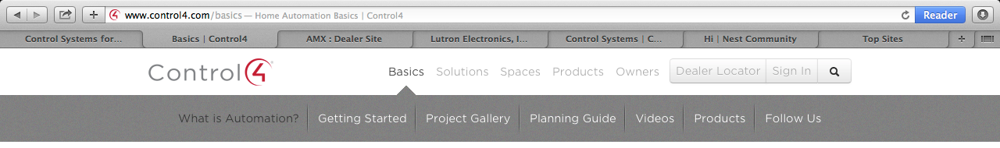 www.control4.com/basics — Home Automation Basics | Control4 Reader
Control Systems for... Basics | Control4 AMX : Dealer Site Lutron Electronics, I... Control Systems | C... Hi | Nest Community Top Sites +
Control4 Basics Solutions Spaces Products Owners Dealer Locator Sign In
What is Automation? Getting Started Project Gallery Planning Guide Videos Products Follow Us